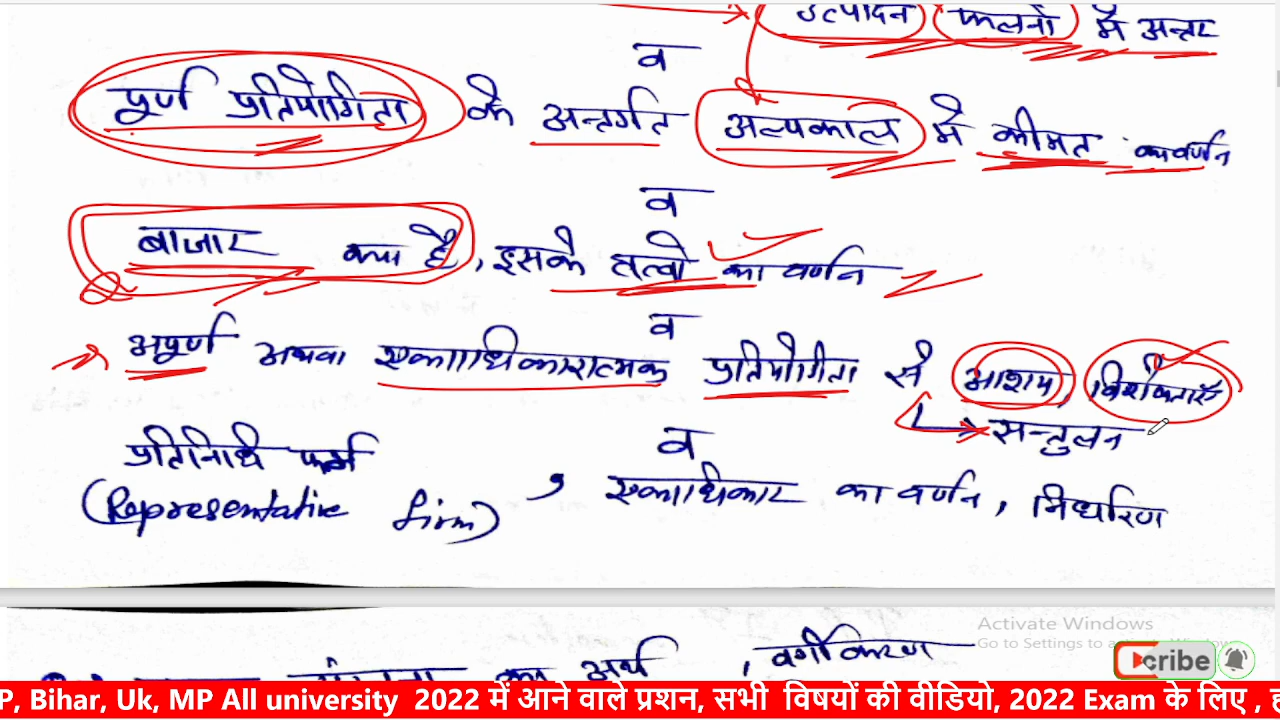 उत्पादन फलनों में अन्तर
व
पूर्ण प्रतियोगिता के अन्तर्गत अल्पकाल में कीमत का वर्णन
व
बाजार क्या है, इसके तत्वों का वर्णन
व
अपूर्ण अथवा एकाधिकारात्मक प्रतियोगिता से आशय, विशेषताएँ
सन्तुलन
व
प्रतिनिधि फर्म
(Representative firm) , एकाधिकार का वर्णन, निर्धारण
Activate Windows
Go to Settings to
का अर्थ , वर्गीकरण
cribe
P, Bihar, Uk, MP All university 2022 में आने वाले प्रशन, सभी विषयों की वीडियो, 2022 Exam के लिए ,